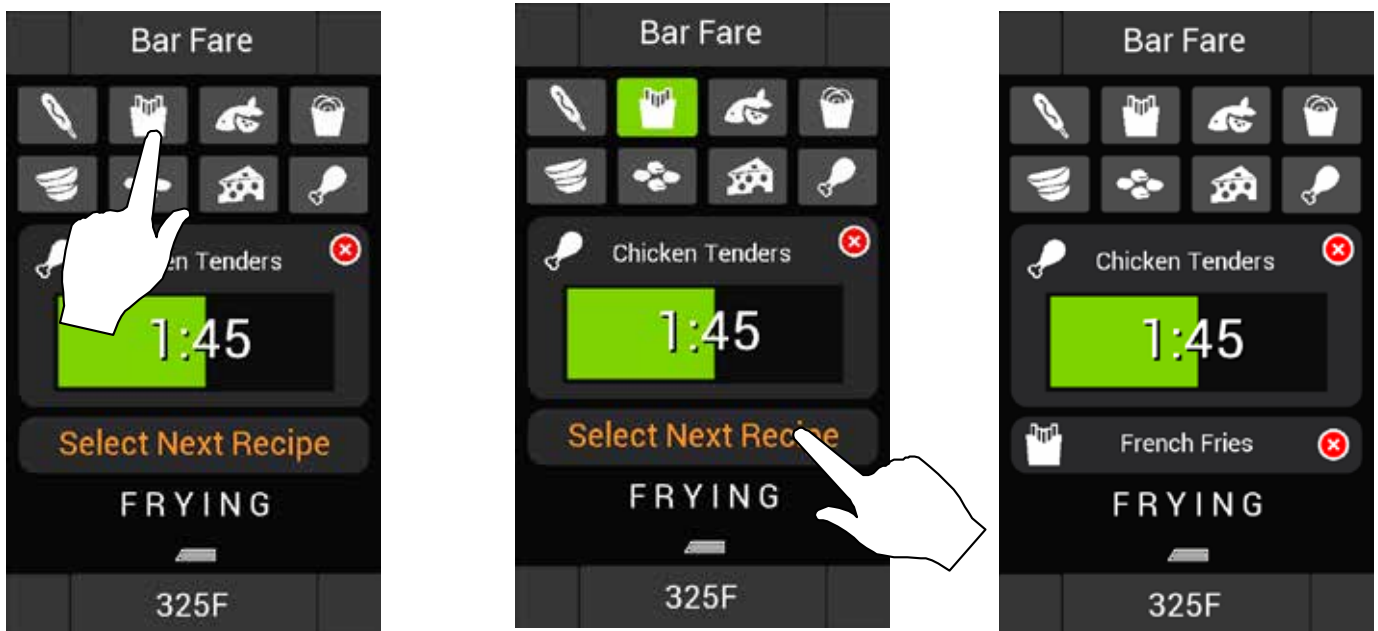 Bar Fare
en Tenders
1:45
Select Next Recipe
FRYING
325F
Bar Fare
Chicken Tenders
1:45
Select Next Recipe
FRYING
325F
Bar Fare
Chicken Tenders
1:45
French Fries
FRYING
325F